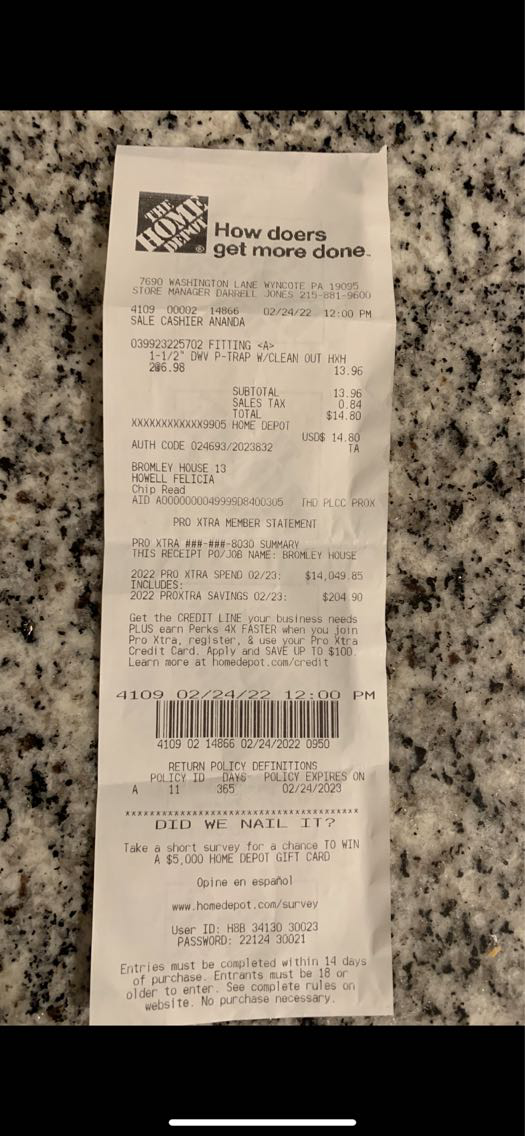 THE
HOME
DEPOT
How doers
get more done.
7690 WASHINGTON LANE WYNCOTE PA 19095
STORE MANAGER DARRELL JONES 215-881-9600
4109 00002 14866 02/24/22 12:00 PM
SALE CASHIER ANANDA
039923225702 FITTING <A>
1-1/2" DWV P-TRAP W/CLEAN OUT HXH
2@6.98 13.96
SUBTOTAL 13.96
SALES TAX 0.84
TOTAL $14.80
XXXXXXXXXXXX9905 HOME DEPOT
USD$ 14.80
AUTH CODE 024693/2023832 TA
BROMLEY HOUSE 13
HOWELL FELICIA
Chip Read
AID A0000000049999D8400305 THD PLCC PROX
PRO XTRA MEMBER STATEMENT
PRO XTRA ###-###-8030 SUMMARY
THIS RECEIPT PO/JOB NAME: BROMLEY HOUSE
2022 PRO XTRA SPEND 02/23: $14,049.85
INCLUDES:
2022 PROXTRA SAVINGS 02/23: $204.90
Get the CREDIT LINE your business needs
PLUS earn Perks 4X FASTER when you join
Pro Xtra, register, & use your Pro Xtra
Credit Card. Apply and SAVE UP TO $100.
Learn more at homedepot.com/credit
4109 02/24/22 12:00 PM
4109 02 14866 02/24/2022 0950
RETURN POLICY DEFINITIONS
POLICY ID DAYS POLICY EXPIRES ON
A 11 365 02/24/2023
DID WE NAIL IT?
Take a short survey for a chance TO WIN
A $5,000 HOME DEPOT GIFT CARD
Opine en español
www.homedepot.com/survey
User ID: H8B 34130 30023
PASSWORD: 22124 30021
Entries must be completed within 14 days
of purchase. Entrants must be 18 or
older to enter. See complete rules on
website. No purchase necessary.